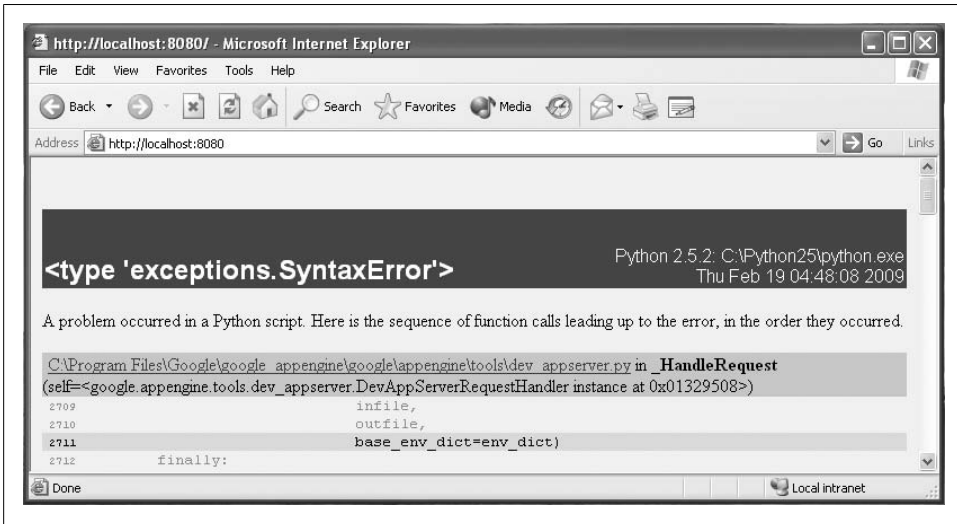 http://localhost:8080/ - Microsoft Internet Explorer
File Edit View Favorites Tools Help
Back Search Favorites Media
Address http://localhost:8080 Go Links
<type 'exceptions.SyntaxError'>
Python 2.5.2: C:\Python25\python.exe
Thu Feb 19 04:48:08 2009
A problem occurred in a Python script. Here is the sequence of function calls leading up to the error, in the order they occurred.
C:\Program Files\Google\google_appengine\google\appengine\tools\dev_appserver.py in _HandleRequest
(self=<google.appengine.tools.dev_appserver.DevAppServerRequestHandler instance at 0x01329508>)
2709 infile,
2710 outfile,
2711 base_env_dict=env_dict)
2712 finally:
Done Local intranet